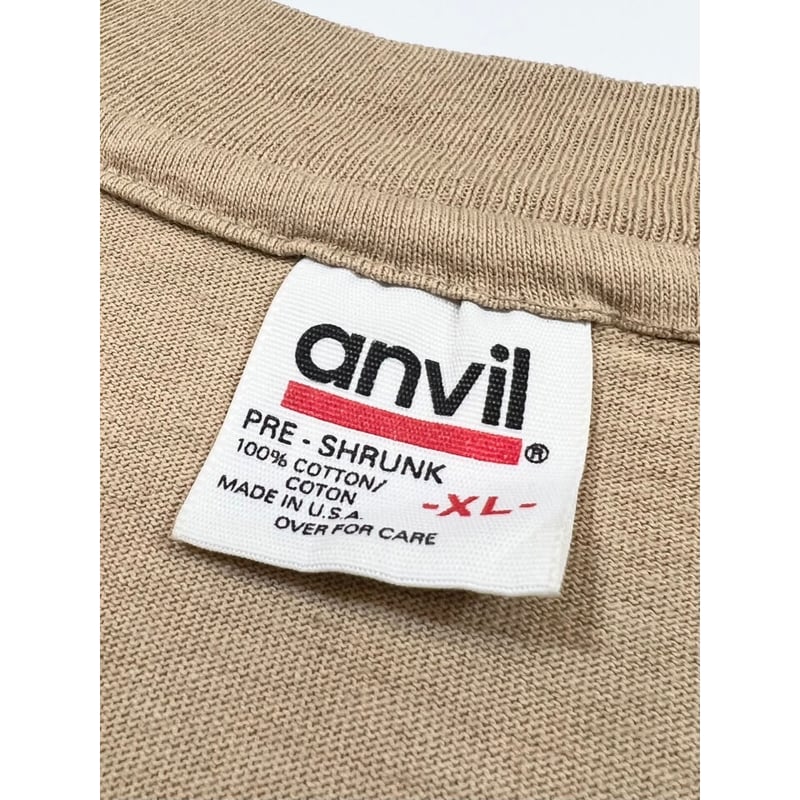 anvil®
PRE - SHRUNK
100% COTTON/
COTON
-XL-
MADE IN U.S.A.
OVER FOR CARE